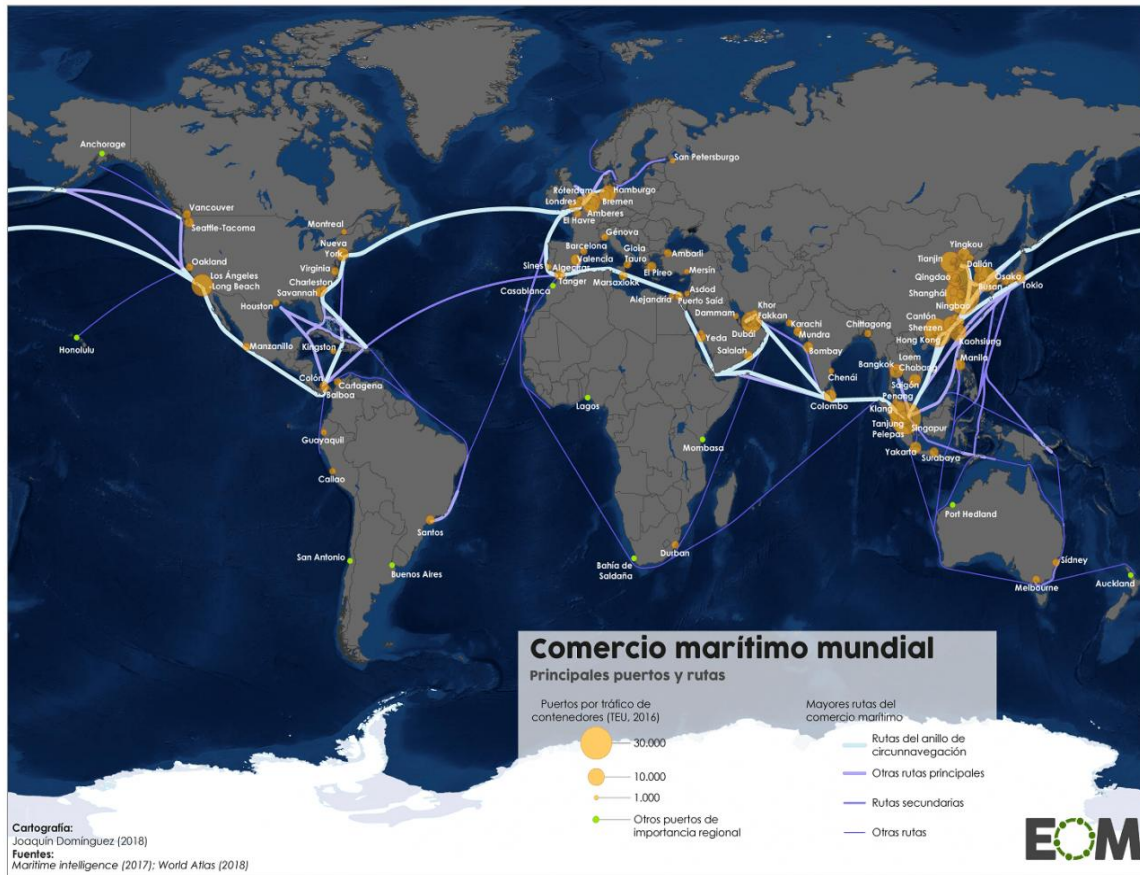 Anchorage
San Petersburgo
Vancouver
Seattle-Tacoma
Montreal
Nueva
York
Oakland
Virginia
Los Ángeles
Long Beach
Charleston
Savannah
Houston
Honolulu
Manzanillo
Kingston
Colón
Cartagena
Balboa
Guayaquil
Callao
Santos
San Antonio
Buenos Aires
Róterdam
Hamburgo
Londres
Bremen
Amberes
El Havre
Génova
Barcelona
Gioia
Tauro
Ambarli
Valencia
Sines
Algeciras
El Pireo
Mersin
Tánger
Marsaxlokk
Casablanca
Asdod
Alejandría
Puerto Saíd
Dammam
Khor
Fakkan
Dubái
Karachi
Mundra
Yeda
Salalah
Bombay
Chittagong
Chenái
Colombo
Lagos
Mombasa
Bahía de
Saldaña
Durban
Yingkou
Tianjín
Dalián
Qingdao
Osaka
Busan
Tokio
Shanghái
Ningbao
Cantón
Shenzen
Hong Kong
Kaohsiung
Manila
Bangkok
Laem
Chabang
Saigón
Penang
Klang
Tanjung
Pelepas
Singapur
Yakarta
Surabaya
Port Hedland
Sídney
Melbourne
Auckland
Comercio marítimo mundial
Principales puertos y rutas
Puertos por tráfico de
contenedores (TEU, 2016)
30.000
10.000
1.000
Otros puertos de
importancia regional
Mayores rutas del
comercio marítimo
Rutas del anillo de
circunnavegación
Otras rutas principales
Rutas secundarias
Otras rutas
Cartografía:
Joaquín Domínguez (2018)
Fuentes:
Maritime intelligence (2017); World Atlas (2018)
EOM